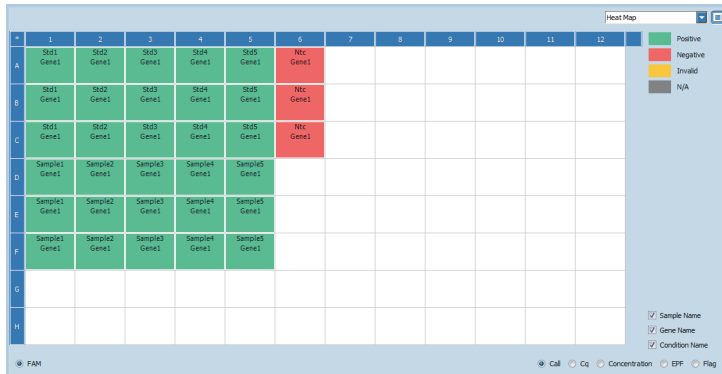 Heat Map
* 1 2 3 4 5 6 7 8 9 10 11 12
Positive
Negative
Invalid
N/A
A
Std1 Std2 Std3 Std4 Std5 Ntc
Gene1 Gene1 Gene1 Gene1 Gene1 Gene1
B
Std1 Std2 Std3 Std4 Std5 Ntc
Gene1 Gene1 Gene1 Gene1 Gene1 Gene1
C
Std1 Std2 Std3 Std4 Std5 Ntc
Gene1 Gene1 Gene1 Gene1 Gene1 Gene1
D
Sample1 Sample2 Sample3 Sample4 Sample5
Gene1 Gene1 Gene1 Gene1 Gene1
E
Sample1 Sample2 Sample3 Sample4 Sample5
Gene1 Gene1 Gene1 Gene1 Gene1
F
Sample1 Sample2 Sample3 Sample4 Sample5
Gene1 Gene1 Gene1 Gene1 Gene1
G
H
Sample Name
Gene Name
Condition Name
FAM
Call Cq Concentration EPF Flag